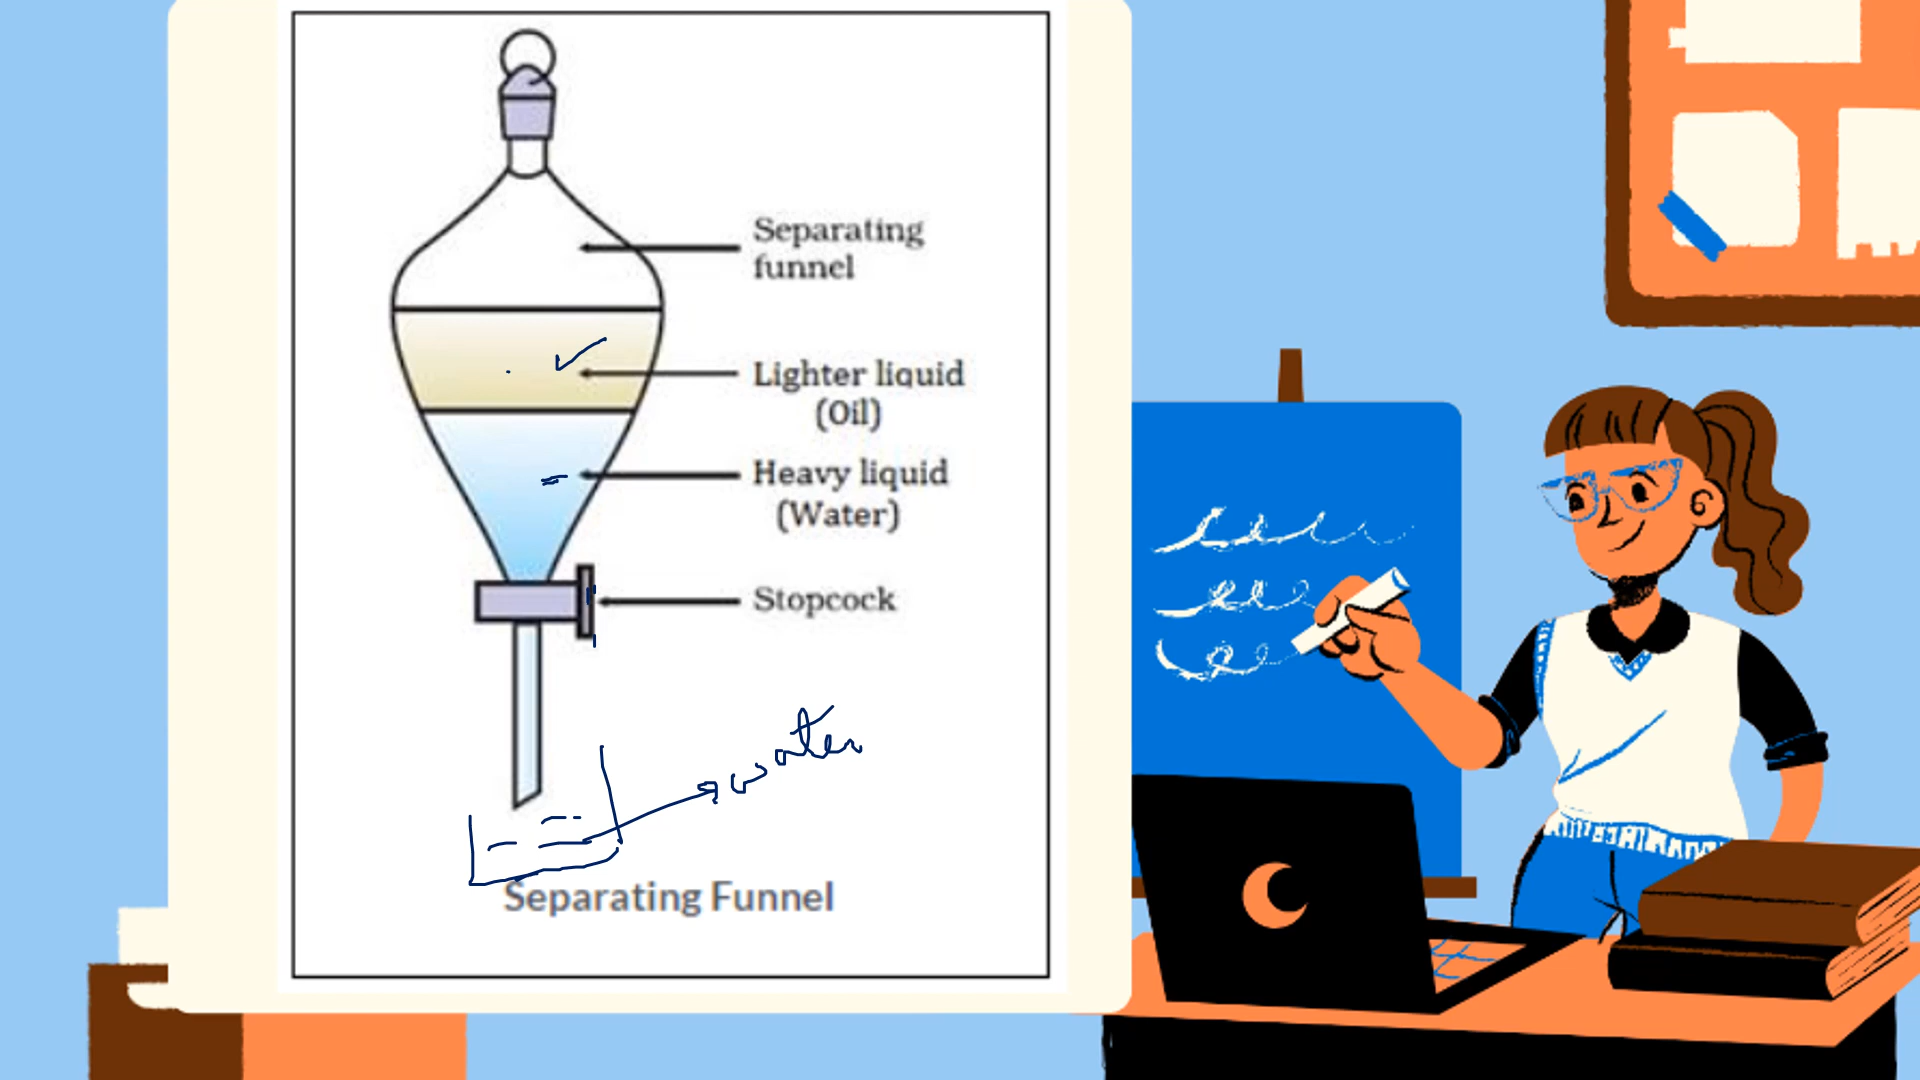 Separating
funnel
Lighter liquid
(Oil)
Heavy liquid
(Water)
Stopcock
water
Separating Funnel